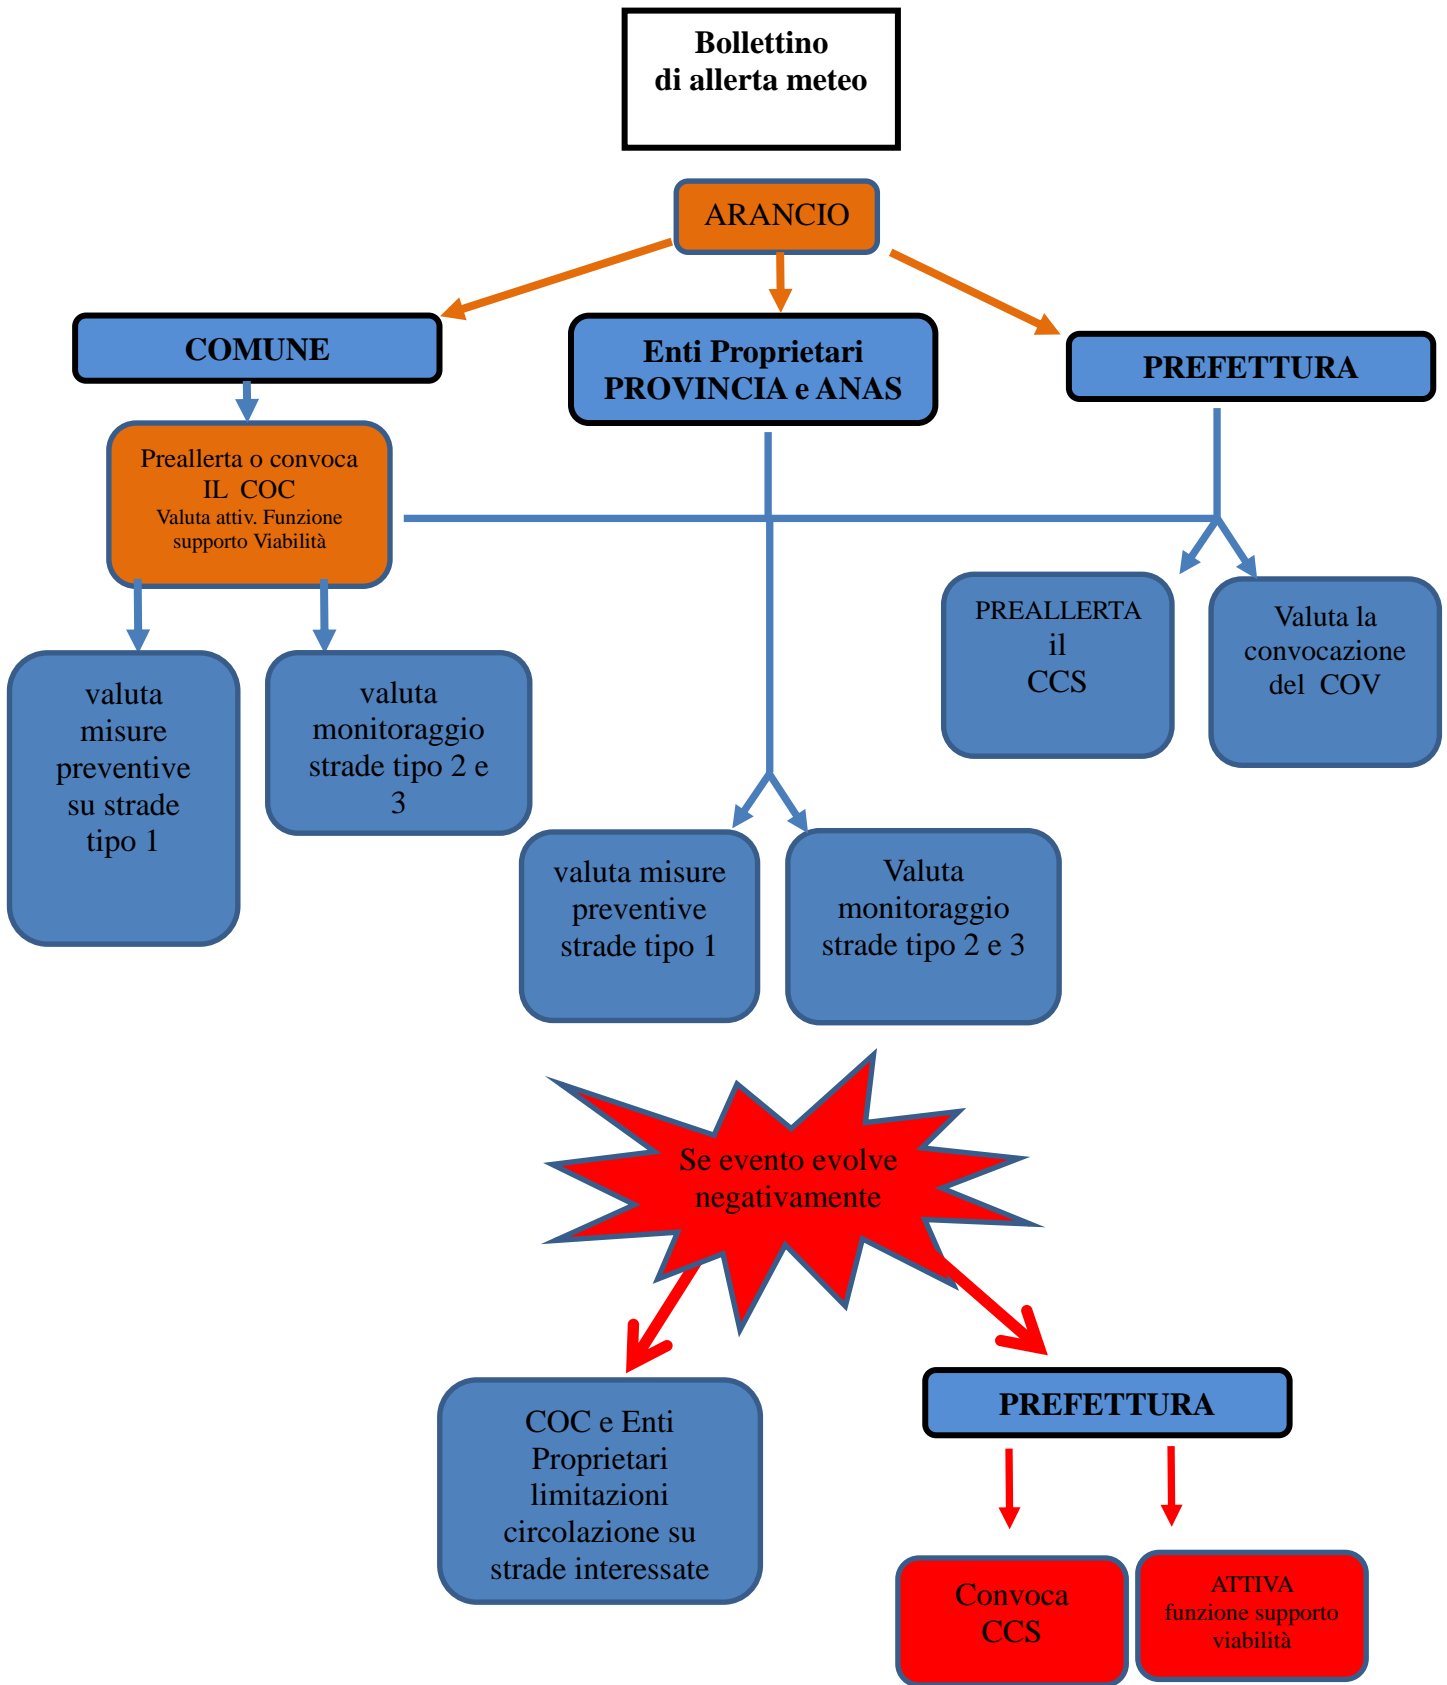 Bollettino
di allerta meteo
ARANCIO
COMUNE
Enti Proprietari
PROVINCIA e ANAS
PREFETTURA
Preallerta o convoca
IL COC
Valuta attiv. Funzione
supporto Viabilità
PREALLERTA
il
CCS
Valuta la
convocazione
del COV
valuta
misure
preventive
su strade
tipo 1
valuta
monitoraggio
strade tipo 2 e
3
valuta misure
preventive
strade tipo 1
Valuta
monitoraggio
strade tipo 2 e 3
Se evento evolve
negativamente
COC e Enti
Proprietari
limitazioni
circolazione su
strade interessate
PREFETTURA
Convoca
CCS
ATTIVA
funzione supporto
viabilità